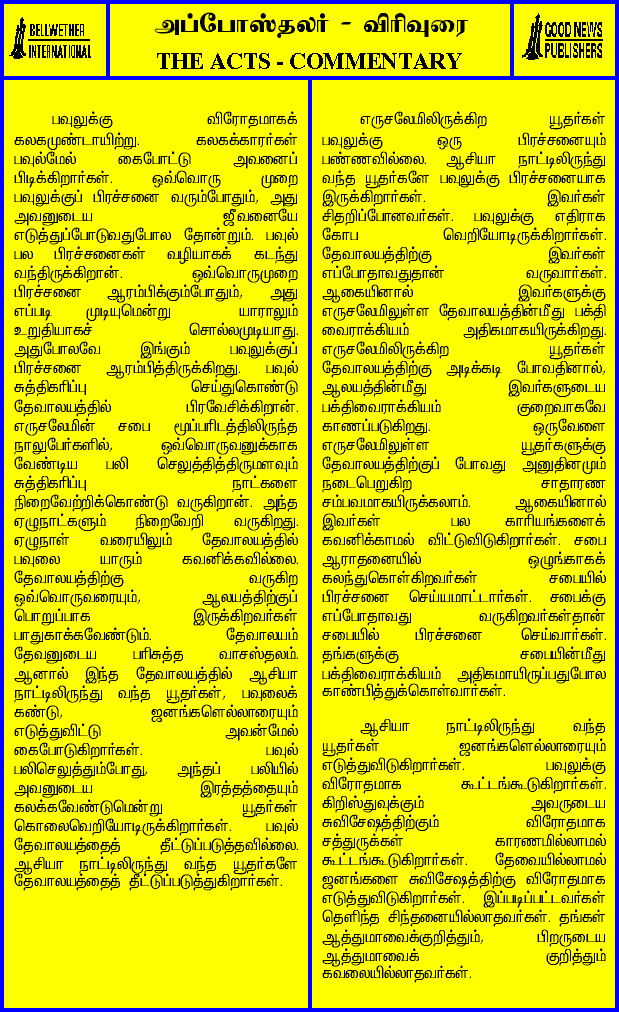 BELLWETHER
INTERNATIONAL
அப்போஸ்தலர் - விரிவுரை
THE ACTS - COMMENTARY
GOOD NEWS
PUBLISHERS
பவுலுக்கு விரோதமாகக்
கலகமுண்டாயிற்று. கலகக்காரர்கள்
பவுல்மேல் கைபோட்டு அவனைப்
பிடிக்கிறார்கள். ஒவ்வொரு முறை
பவுலுக்குப் பிரச்சனை வரும்போதும், அது
அவனுடைய ஜீவனையே
எடுத்துப்போடுவதுபோல தோன்றும். பவுல்
பல பிரச்சனைகள் வழியாகக் கடந்து
வந்திருக்கிறான். ஒவ்வொருமுறை
பிரச்சனை ஆரம்பிக்கும்போதும், அது
எப்படி முடியுமென்று யாராலும்
உறுதியாகச் சொல்லமுடியாது.
அதுபோலவே இங்கும் பவுலுக்குப்
பிரச்சனை ஆரம்பித்திருக்கிறது. பவுல்
சுத்திகரிப்பு செய்துகொண்டு
தேவாலயத்தில் பிரவேசிக்கிறான்.
எருசலேமின் சபை மூப்பரிடத்திலிருந்த
நாலுபேர்களில், ஒவ்வொருவனுக்காக
வேண்டிய பலி செலுத்தித்திருமளவும்
சுத்திகரிப்பு நாட்களை
நிறைவேற்றிக்கொண்டு வருகிறான். அந்த
ஏழுநாட்களும் நிறைவேறி வருகிறது.
ஏழுநாள் வரையிலும் தேவாலயத்தில்
பவுலை யாரும் கவனிக்கவில்லை.
தேவாலயத்திற்கு வருகிற
ஒவ்வொருவரையும், ஆலயத்திற்குப்
பொறுப்பாக இருக்கிறவர்கள்
பாதுகாக்கவேண்டும். தேவாலயம்
தேவனுடைய பரிசுத்த வாசஸ்தலம்.
ஆனால் இந்த தேவாலயத்தில் ஆசியா
நாட்டிலிருந்து வந்த யூதர்கள், பவுலைக்
கண்டு, ஜனங்களெல்லாரையும்
எடுத்துவிட்டு அவன்மேல்
கைபோடுகிறார்கள். பவுல்
பலிசெலுத்தும்போது, அந்தப் பலியில்
அவனுடைய இரத்தத்தையும்
கலக்கவேண்டுமென்று யூதர்கள்
கொலைவெறியோடிருக்கிறார்கள். பவுல்
தேவாலயத்தைத் தீட்டுப்படுத்தவில்லை.
ஆசியா நாட்டிலிருந்து வந்த யூதர்களே
தேவாலயத்தைத் தீட்டுப்படுத்துகிறார்கள்.
எருசலேமிலிருக்கிற யூதர்கள்
பவுலுக்கு ஒரு பிரச்சனையும்
பண்ணவில்லை. ஆசியா நாட்டிலிருந்து
வந்த யூதர்களே பவுலுக்கு பிரச்சனையாக
இருக்கிறார்கள். இவர்கள்
சிதறிப்போனவர்கள். பவுலுக்கு எதிராக
கோப வெறியோடிருக்கிறார்கள்.
தேவாலயத்திற்கு இவர்கள்
எப்போதாவதுதான் வருவார்கள்.
ஆகையினால் இவர்களுக்கு
எருசலேமிலுள்ள தேவாலயத்தின்மீது பக்தி
வைராக்கியம் அதிகமாகயிருக்கிறது.
எருசலேமிலிருக்கிற யூதர்கள்
தேவாலயத்திற்கு அடிக்கடி போவதினால்,
ஆலயத்தின்மீது இவர்களுடைய
பக்திவைராக்கியம் குறைவாகவே
காணப்படுகிறது. ஒருவேளை
எருசலேமிலுள்ள யூதர்களுக்கு
தேவாலயத்திற்குப் போவது அனுதினமும்
நடைபெறுகிற சாதாரண
சம்பவமாகயிருக்கலாம். ஆகையினால்
இவர்கள் பல காரியங்களைக்
கவனிக்காமல் விட்டுவிடுகிறார்கள். சபை
ஆராதனையில் ஒழுங்காகக்
கலந்துகொள்கிறவர்கள் சபையில்
பிரச்சனை செய்யமாட்டார்கள். சபைக்கு
எப்போதாவது வருகிறவர்கள்தான்
சபையில் பிரச்சனை செய்வார்கள்.
தங்களுக்கு சபையின்மீது
பக்திவைராக்கியம் அதிகமாயிருப்பதுபோல
காண்பித்துக்கொள்வார்கள்.
ஆசியா நாட்டிலிருந்து வந்த
யூதர்கள் ஜனங்களெல்லாரையும்
எடுத்துவிடுகிறார்கள். பவுலுக்கு
விரோதமாக கூட்டங்கூடுகிறார்கள்.
கிறிஸ்துவுக்கும் அவருடைய
சுவிசேஷத்திற்கும் விரோதமாக
சத்துருக்கள் காரணமில்லாமல்
கூட்டங்கூடுகிறார்கள். தேவையில்லாமல்
ஜனங்களை சுவிசேஷத்திற்கு விரோதமாக
எடுத்துவிடுகிறார்கள். இப்படிப்பட்டவர்கள்
தெளிந்த சிந்தனையில்லாதவர்கள். தங்கள்
ஆத்துமாவைக்குறித்தும், பிறருடைய
ஆத்துமாவைக் குறித்தும்
கவலையில்லாதவர்கள்.